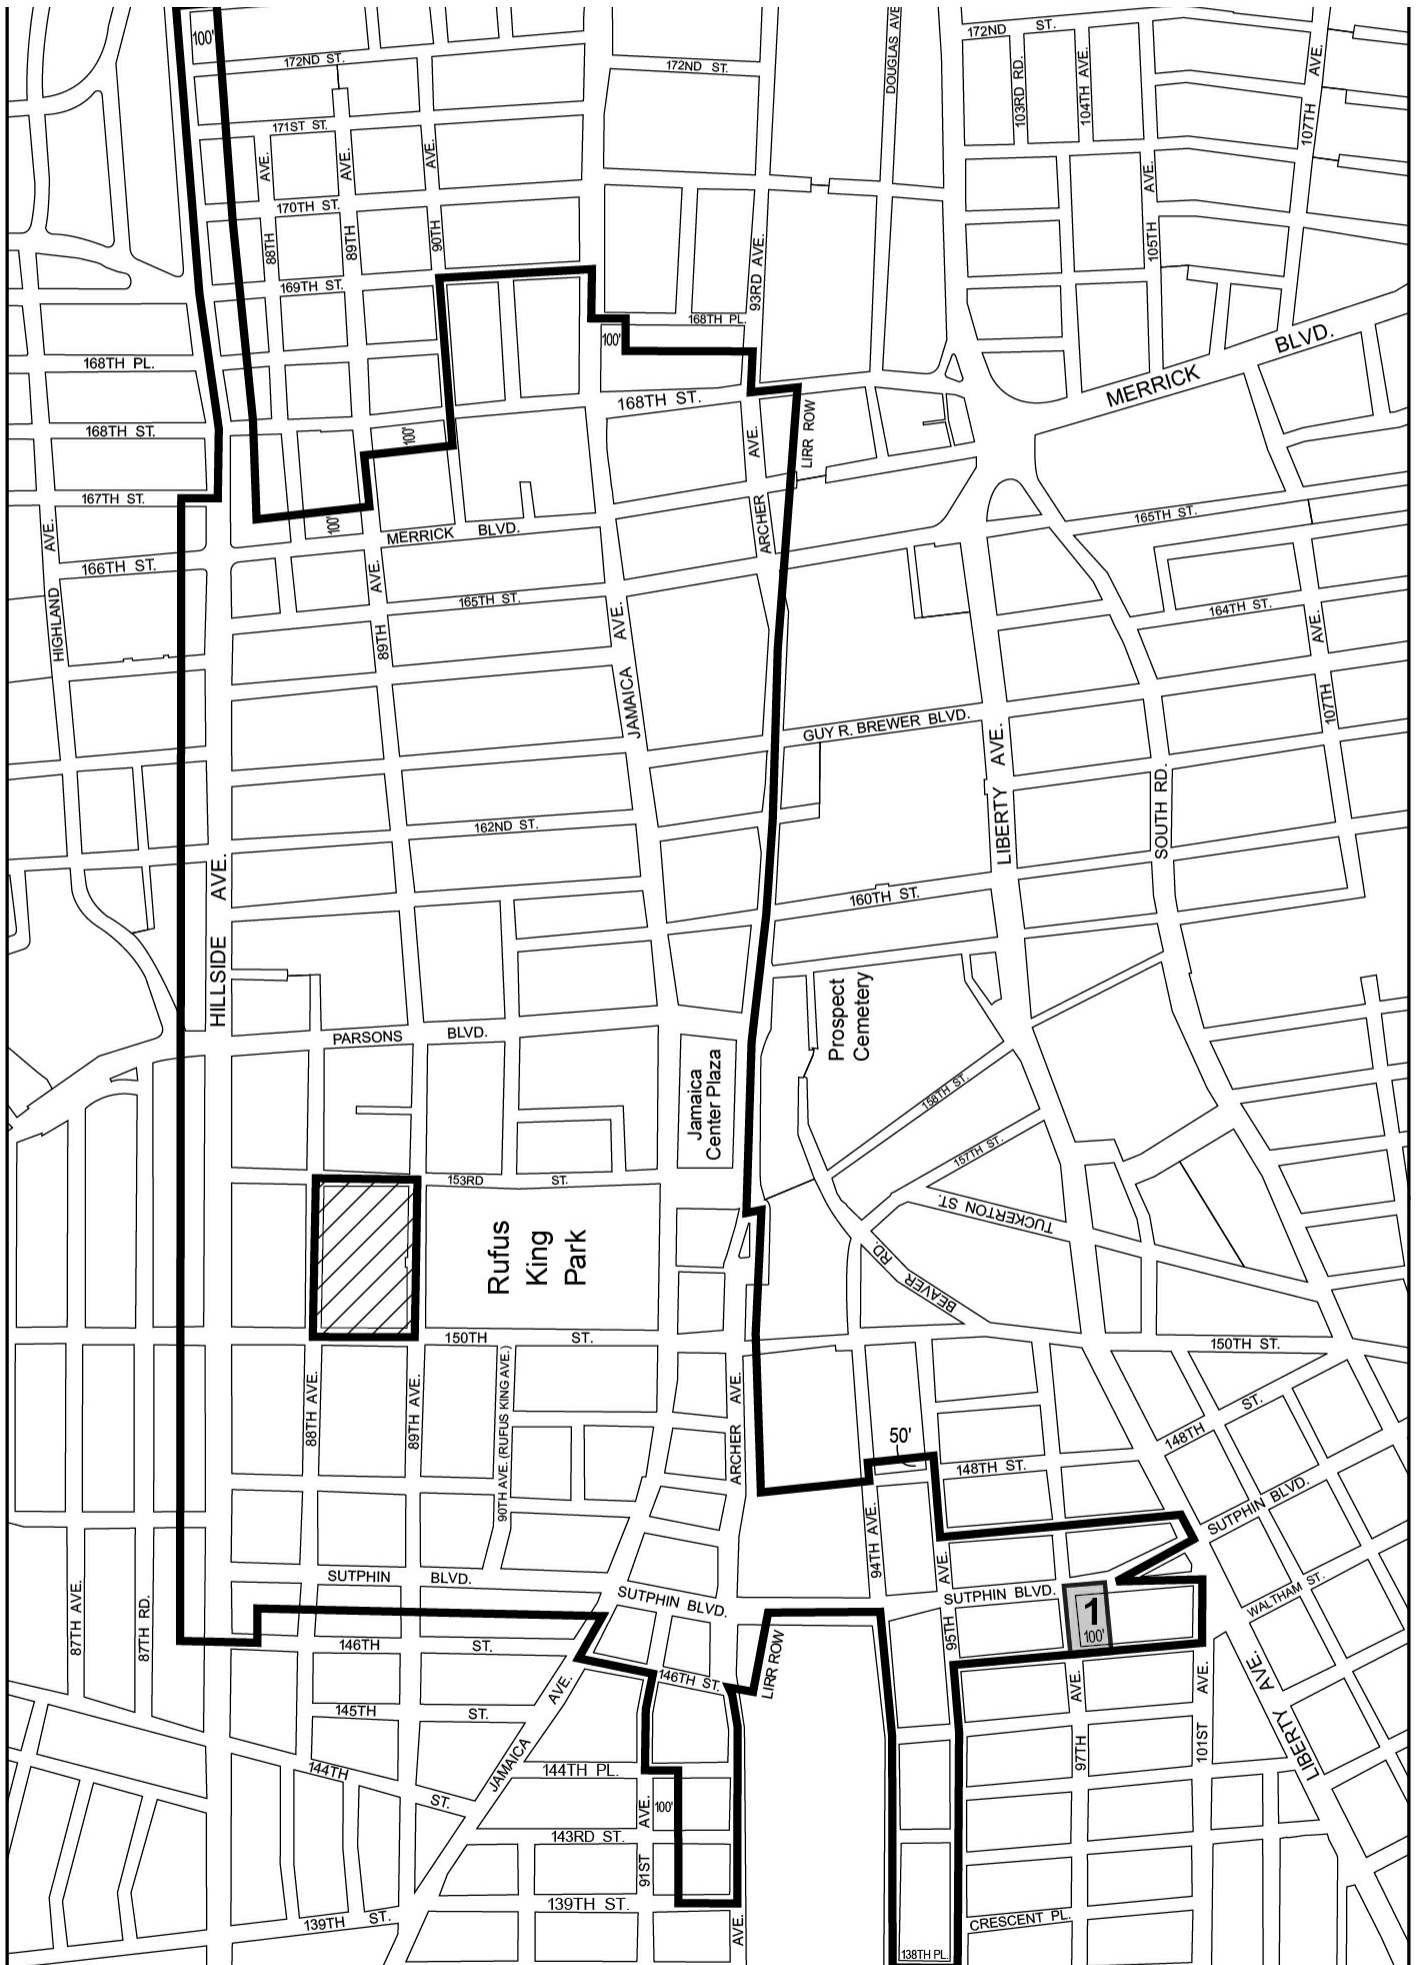 100'
172ND ST.
172ND ST.
DOUGLAS AVE
172ND ST.
103RD RD.
104TH AVE.
107TH AVE.
171ST ST.
AVE.
AVE.
AVE.
170TH ST.
88TH
89TH
90TH
93RD AVE.
AVE.
105TH
169TH ST.
168TH PL.
100'
168TH PL.
MERRICK BLVD.
168TH ST.
168TH ST.
100'
AVE.
LIRR ROW
167TH ST.
100'
MERRICK BLVD.
ARCHER
165TH ST.
AVE.
HIGHLAND
166TH ST.
AVE.
89TH
165TH ST.
AVE.
JAMAICA
164TH ST.
AVE.
107TH
GUY R. BREWER BLVD.
LIBERTY AVE.
SOUTH RD.
162ND ST.
HILLSIDE AVE.
160TH ST.
PARSONS BLVD.
Prospect
Cemetery
Jamaica
Center Plaza
158TH ST.
157TH ST.
153RD ST.
TUCKERTON ST.
Rufus
King
Park
BEAVER RD.
150TH ST.
150TH ST.
88TH AVE.
89TH AVE.
90TH AVE. (RUFUS KING AVE.)
ARCHER AVE.
50'
148TH ST.
148TH ST.
94TH AVE.
SUTPHIN BLVD.
87TH AVE.
87TH RD.
SUTPHIN BLVD.
SUTPHIN BLVD.
SUTPHIN BLVD.
95TH AVE.
1
100'
WALTHAM ST.
146TH ST.
146TH ST.
LIRR ROW
145TH ST.
JAMAICA AVE.
97TH AVE.
101ST AVE.
LIBERTY AVE.
144TH ST.
144TH PL.
100'
143RD ST.
91ST AVE.
139TH ST.
139TH ST.
AVE.
138TH PL.
CRESCENT PL.